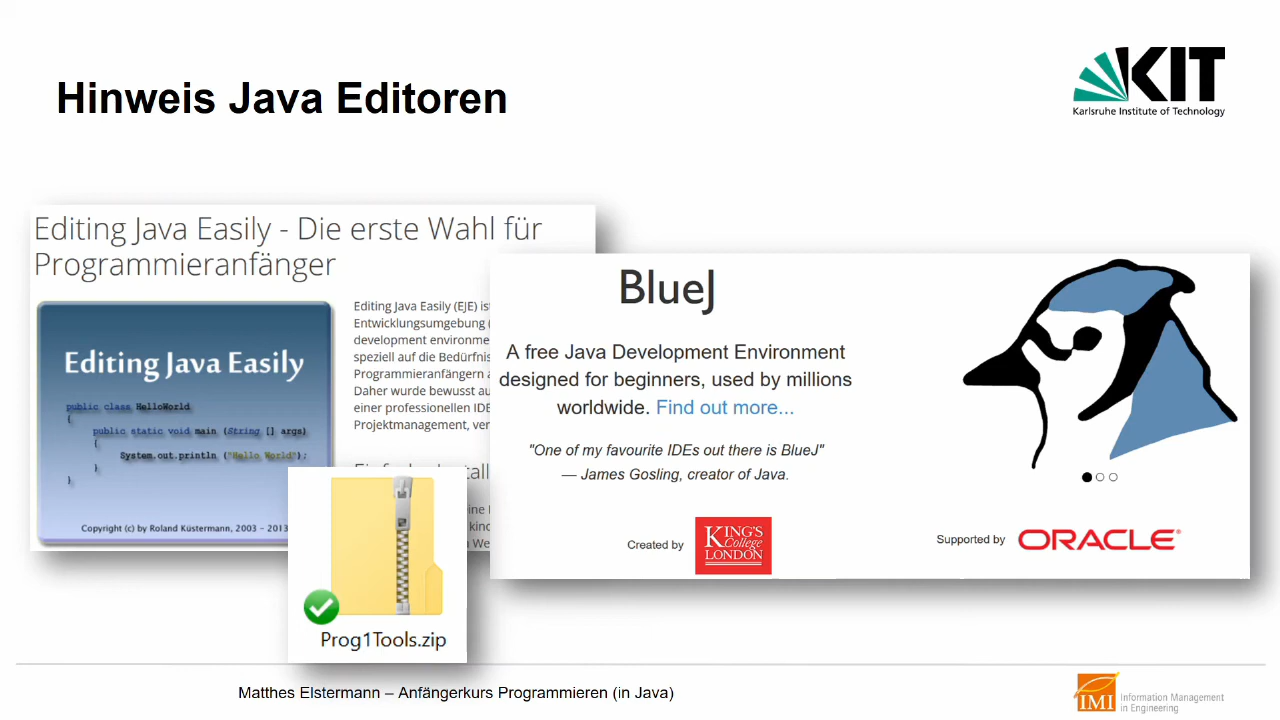 Hinweis Java Editoren
KIT
Karlsruhe Institute of Technology
Editing Java Easily - Die erste Wahl für
Programmieranfänger
Editing Java Easily
public class HelloWorld
{
public static void main (String [] args)
{
System.out.println ("Hello World");
}
}
Copyright (c) by Roland Küstermann, 2003 - 2013
Editing Java Easily (EJE) ist
Entwicklungsumgebung (
development environme
speziell auf die Bedürfnis
Programmieranfängern a
Daher wurde bewusst au
einer professionellen IDE
Projektmanagement, ver
BlueJ
A free Java Development Environment
designed for beginners, used by millions
worldwide. Find out more...
"One of my favourite IDEs out there is BlueJ"
— James Gosling, creator of Java.
Created by
KING'S
College
LONDON
Supported by
ORACLE®
Prog1Tools.zip
Matthes Elstermann – Anfängerkurs Programmieren (in Java)
IMI
Information Management
in Engineering